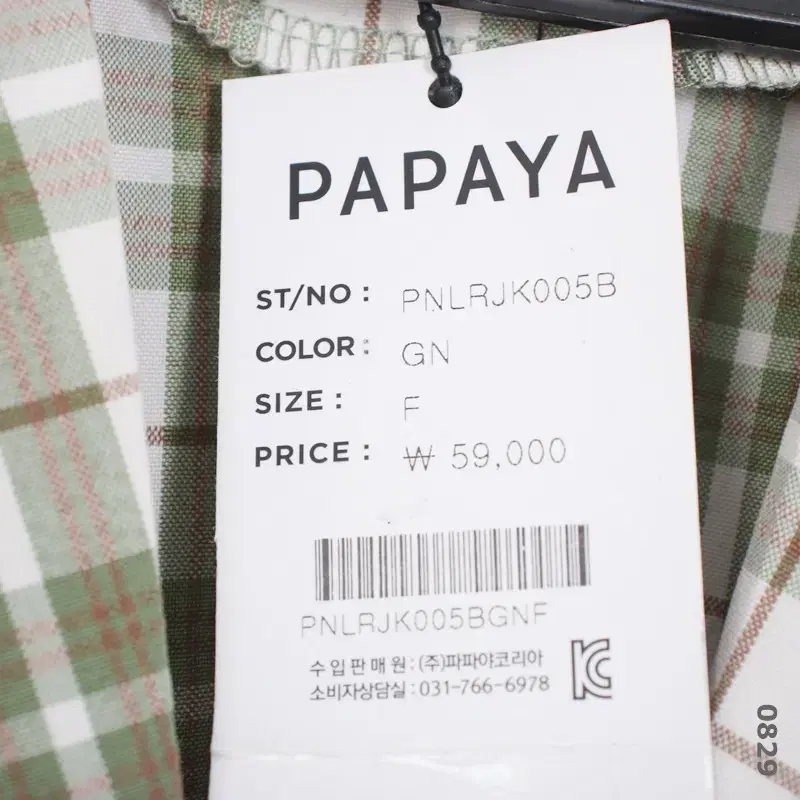 PAPAYA
ST/NO : PNLRJK005B
COLOR : GN
SIZE : F
PRICE : ₩ 59,000
PNLRJK005BGNF
수 입 판 매 원 : (주)파파야코리아
소비자상담실 : 031-766-6978
KC
0829